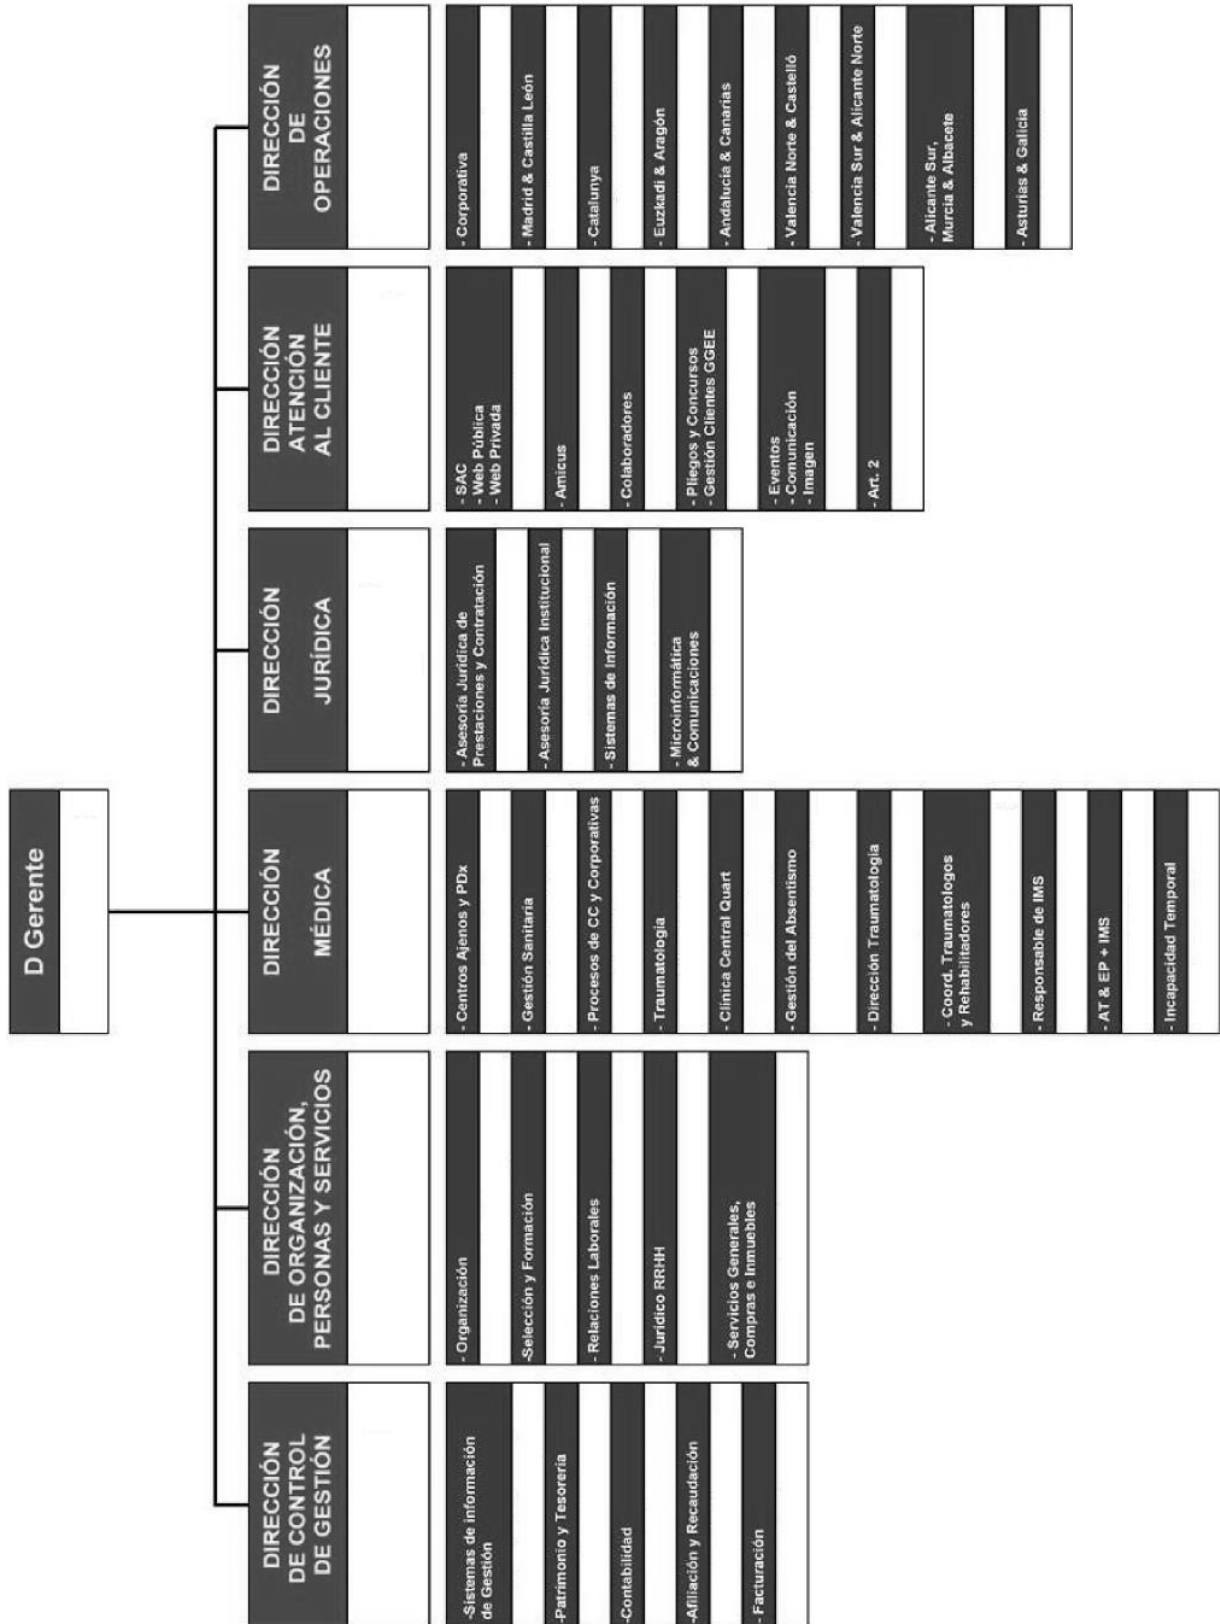 D Gerente
DIRECCIÓN
DE CONTROL
DE GESTIÓN
-Sistemas de información
de Gestión
-Patrimonio y Tesorería
-Contabilidad
-Afiliación y Recaudación
- Facturación
DIRECCIÓN
DE ORGANIZACIÓN,
PERSONAS Y SERVICIOS
- Organización
-Selección y Formación
- Relaciones Laborales
- Jurídico RRHH
- Servicios Generales,
Compras e Inmuebles
DIRECCIÓN
MÉDICA
- Centros Ajenos y PDx
- Gestión Sanitaria
- Procesos de CC y Corporativas
- Traumatología
- Clínica Central Quart
- Gestión del Absentismo
- Dirección Traumatología
- Coord. Traumatologos
y Rehabilitadores
- Responsable de IMS
- AT & EP + IMS
- Incapacidad Temporal
DIRECCIÓN
JURÍDICA
- Asesoría Jurídica de
Prestaciones y Contratación
- Asesoría Jurídica Institucional
- Sistemas de Información
- Microinformática
& Comunicaciones
DIRECCIÓN
ATENCIÓN
AL CLIENTE
- SAC
- Web Pública
- Web Privada
- Amicus
- Colaboradores
- Pliegos y Concursos
- Gestión Clientes GGEE
- Eventos
- Comunicación
- Imagen
- Art. 2
DIRECCIÓN
DE
OPERACIONES
- Corporativa
- Madrid & Castilla León
- Catalunya
- Euzkadi & Aragón
- Andalucía & Canarias
- Valencia Norte & Castelló
- Valencia Sur & Alicante Norte
- Alicante Sur,
Murcia & Albacete
- Asturias & Galicia